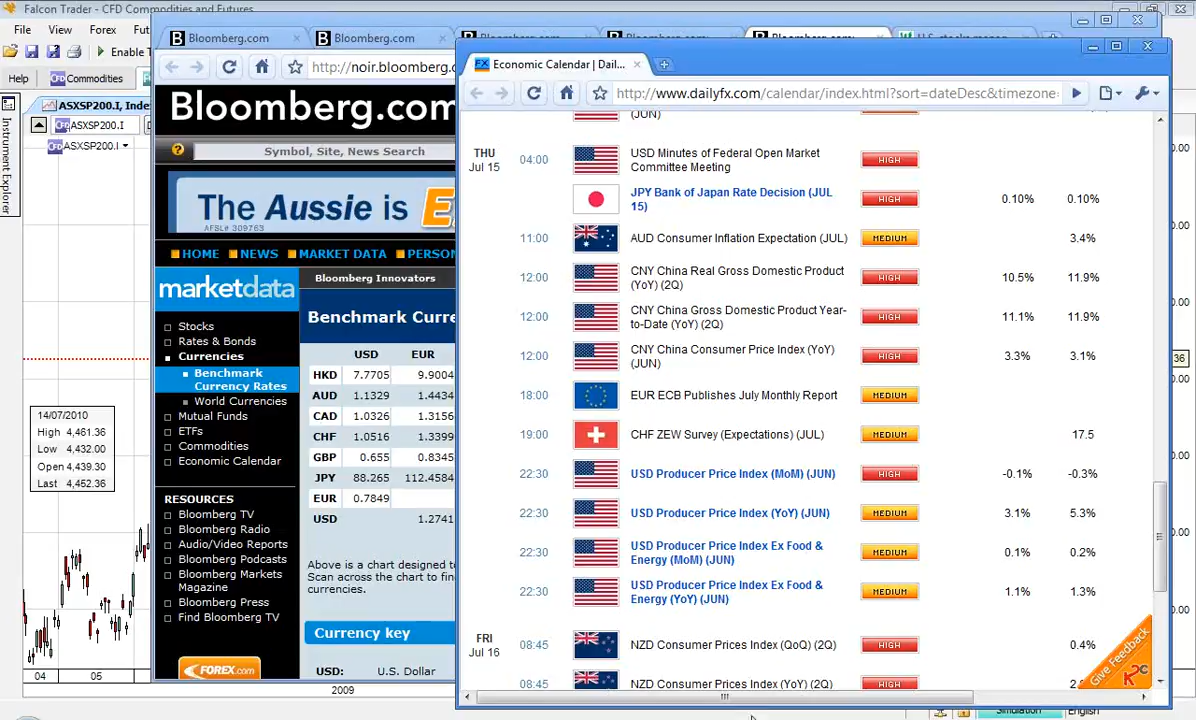 Falcon Trader - CFD Commodities and Futures
File View Forex Fut
Enable T
Help Commodities
ASXSP200.I, Inde
ASXSP200.I
ASXSP200.I
Instrument Explorer
14/07/2010
High 4,461.36
Low 4,432.00
Open 4,439.30
Last 4,452.36
04 05
2009
Bloomberg.com
Bloomberg.com
http://noir.bloomberg.c
Bloomberg.com
Symbol, Site, News Search
The Aussie is
AFSL# 309763
HOME NEWS MARKET DATA PERSON
marketdata
Stocks
Rates & Bonds
Currencies
Benchmark
Currency Rates
World Currencies
Mutual Funds
ETFs
Commodities
Economic Calendar
RESOURCES
Bloomberg TV
Bloomberg Radio
Audio/Video Reports
Bloomberg Podcasts
Bloomberg Markets
Magazine
Bloomberg Press
Find Bloomberg TV
FOREX.com
Bloomberg Innovators
Benchmark Curre
USD EUR
HKD 7.7705 9.9004
AUD 1.1329 1.4434
CAD 1.0326 1.3156
CHF 1.0516 1.3399
GBP 0.655 0.8345
JPY 88.265 112.4584
EUR 0.7849
USD 1.2741
Above is a chart designed to
Scan across the chart to fin
currencies.
Currency key
USD: U.S. Dollar
Economic Calendar | Dail...
http://www.dailyfx.com/calendar/index.html?sort=dateDesc&timezone=
(JUN)
THU
Jul 15
04:00 USD Minutes of Federal Open Market
Committee Meeting HIGH
JPY Bank of Japan Rate Decision (JUL
15) HIGH 0.10% 0.10%
11:00 AUD Consumer Inflation Expectation (JUL) MEDIUM 3.4%
12:00 CNY China Real Gross Domestic Product
(YoY) (2Q) HIGH 10.5% 11.9%
12:00 CNY China Gross Domestic Product Year-
to-Date (YoY) (2Q) HIGH 11.1% 11.9%
12:00 CNY China Consumer Price Index (YoY)
(JUN) HIGH 3.3% 3.1%
18:00 EUR ECB Publishes July Monthly Report MEDIUM
19:00 CHF ZEW Survey (Expectations) (JUL) MEDIUM 17.5
22:30 USD Producer Price Index (MoM) (JUN) HIGH -0.1% -0.3%
22:30 USD Producer Price Index (YoY) (JUN) MEDIUM 3.1% 5.3%
22:30 USD Producer Price Index Ex Food &
Energy (MoM) (JUN) MEDIUM 0.1% 0.2%
22:30 USD Producer Price Index Ex Food &
Energy (YoY) (JUN) MEDIUM 1.1% 1.3%
FRI
Jul 16
08:45 NZD Consumer Prices Index (QoQ) (2Q) HIGH 0.4%
08:45 NZD Consumer Prices Index (YoY) (2Q) HIGH
Give Feedback
Simulation English